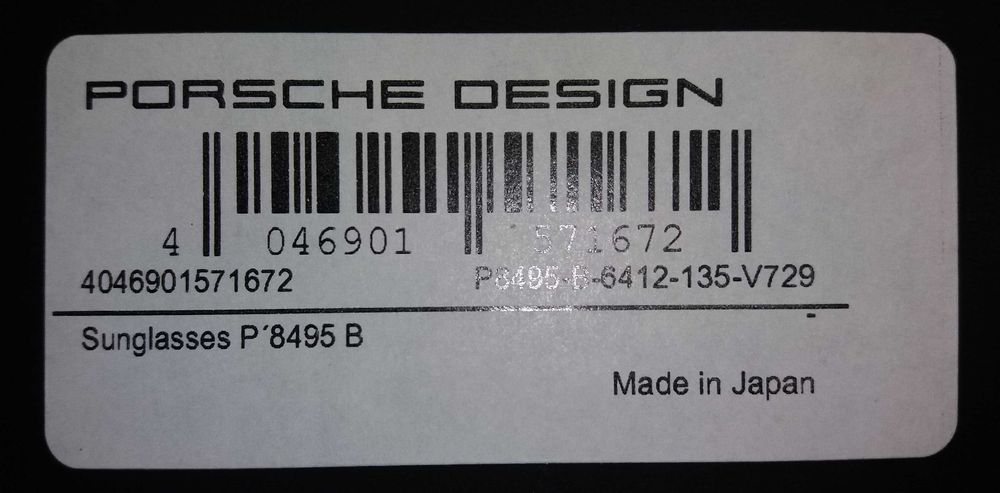 PORSCHE DESIGN
4 046901 571672
4046901571672 P8495-B-6412-135-V729
Sunglasses P´8495 B
Made in Japan